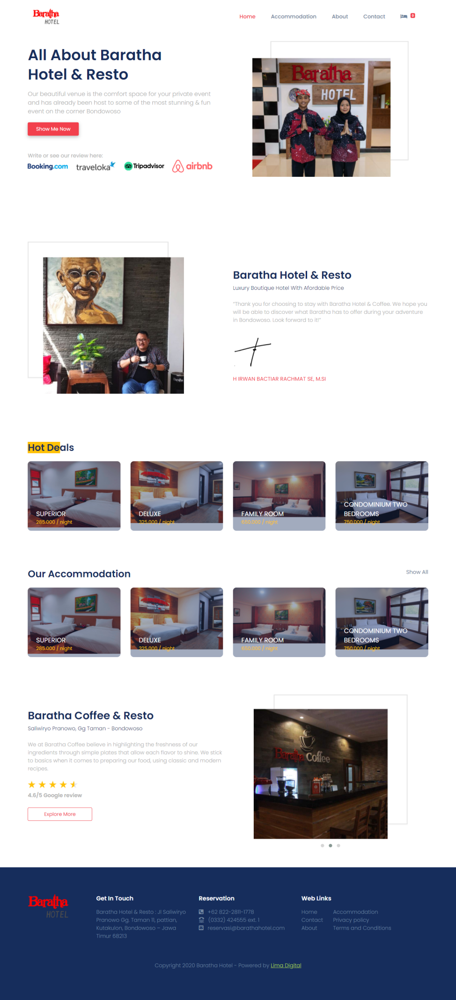 Baratha
HOTEL
Home
Accommodation
About
Contact
0
All About Baratha
Hotel & Resto
Our beautiful venue is the comfort space for your private event
and has already been host to some of the most stunning & fun
event on the corner Bondowoso
Show Me Now
Write or see our review here:
Booking.com
traveloka
Tripadvisor
airbnb
Baratha
HOTEL
Baratha Hotel & Resto
Luxury Boutique Hotel With Afordable Price
"Thank you for choosing to stay with Baratha Hotel & Coffee. We hope you
will be able to discover what Baratha has to offer during your adventure
in Bondowoso. Look forward to it!"
H IRWAN BACTIAR RACHMAT SE, M.SI
Hot Deals
SUPERIOR
285.000 / night
DELUXE
325.000 / night
FAMILY ROOM
650.000 / night
CONDOMINIUM TWO
BEDROOMS
750.000 / night
Our Accommodation
Show All
SUPERIOR
285.000 / night
DELUXE
325.000 / night
FAMILY ROOM
650.000 / night
CONDOMINIUM TWO
BEDROOMS
750.000 / night
Baratha Coffee & Resto
Saliwiryo Pranowo, Gg Taman - Bondowoso
We at Baratha Coffee believe in highlighting the freshness of our
ingredients through simple plates that allow each flavor to shine. We stick
to basics when it comes to preparing our food, using classic and modern
recipes.
4.6/5 Google review
Explore More
Baratha Coffee
Baratha
HOTEL
Get In Touch
Baratha Hotel & Resto : Jl Saliwiryo
Pranowo Gg. Taman 11, pattian,
Kutakulon, Bondowoso – Jawa
Timur 68213
Reservation
+62 822-2811-1778
(0332) 424555 ext. 1
reservasi@barathahotel.com
Web Links
Home
Contact
About
Accommodation
Privacy policy
Terms and Conditions
Copyright 2020 Baratha Hotel - Powered by Lima Digital